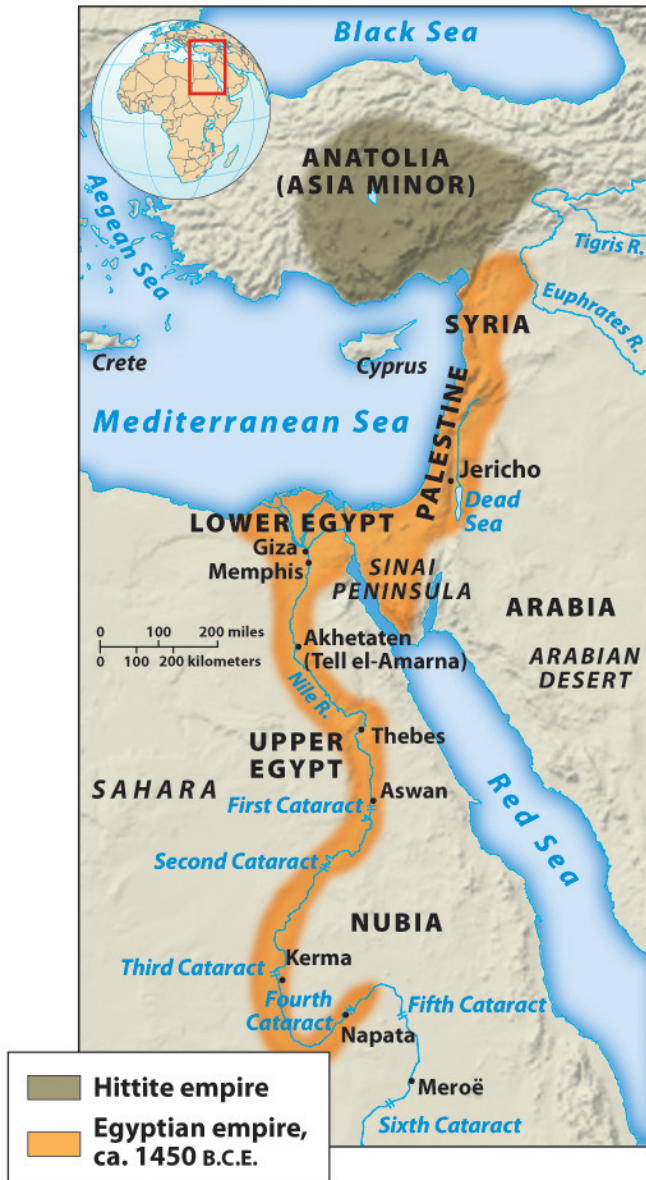 Black Sea
ANATOLIA
(ASIA MINOR)
Aegean Sea
Tigris R.
Euphrates R.
SYRIA
Crete
Cyprus
Mediterranean Sea
PALESTINE
Jericho
Dead
Sea
LOWER EGYPT
Giza
Memphis
SINAI
PENINSULA
ARABIA
0 100 200 miles
0 100 200 kilometers
Akhetaten
(Tell el-Amarna)
ARABIAN
DESERT
Nile R.
Thebes
UPPER
EGYPT
SAHARA
Aswan
First Cataract
Red Sea
Second Cataract
NUBIA
Kerma
Third Cataract
Fourth
Cataract
Fifth Cataract
Napata
Meroë
Sixth Cataract
Hittite empire
Egyptian empire,
ca. 1450 B.C.E.